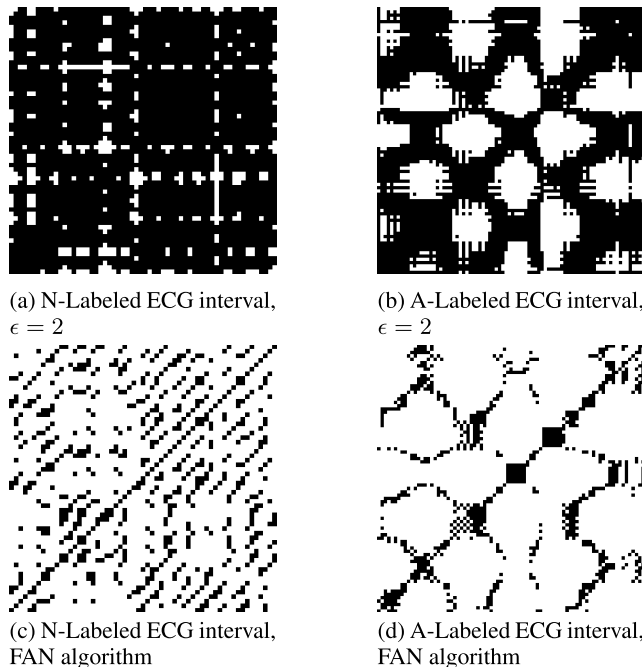 (a) N-Labeled ECG interval,
ϵ = 2
(b) A-Labeled ECG interval,
ϵ = 2
(c) N-Labeled ECG interval,
FAN algorithm
(d) A-Labeled ECG interval,
FAN algorithm